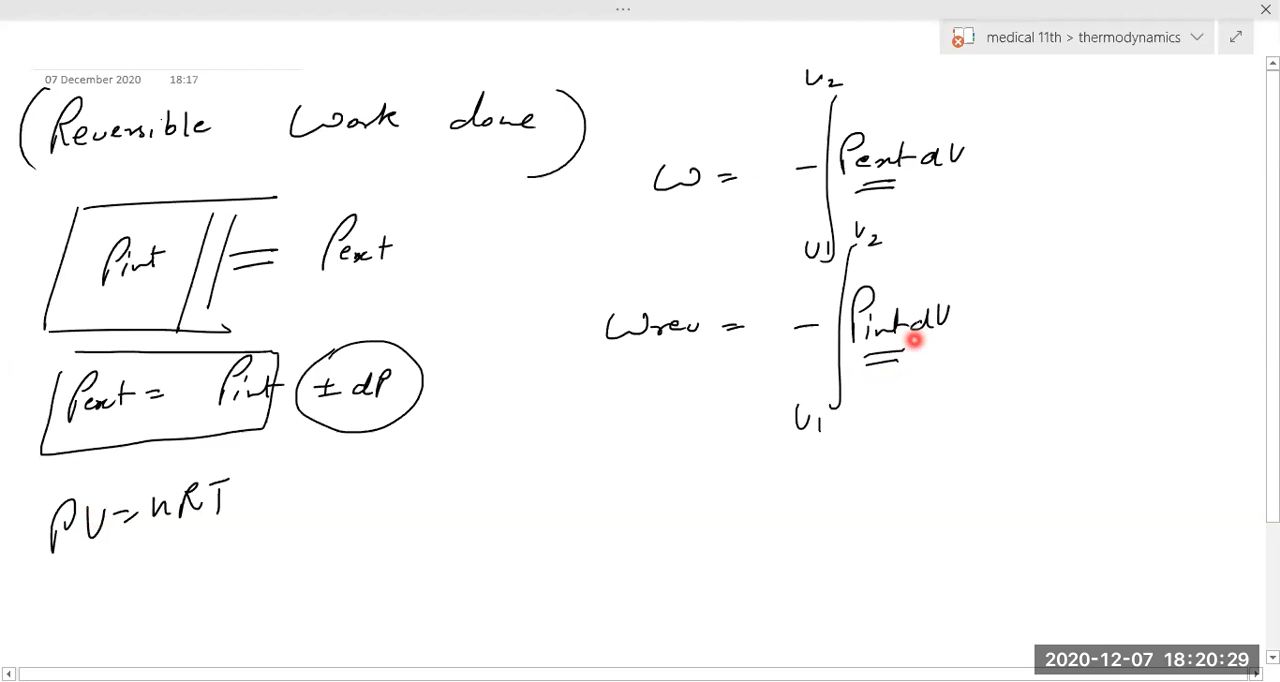 ...
medical 11th > thermodynamics
07 December 2020 18:17
(Reversible Work done)
Pint = Pext
Pext = Pint ± dP
PV = nRT
W = - ∫ Pext dV
V2
V1
Wrev = - ∫ Pint dV
V2
V1
2020-12-07 18:20:29